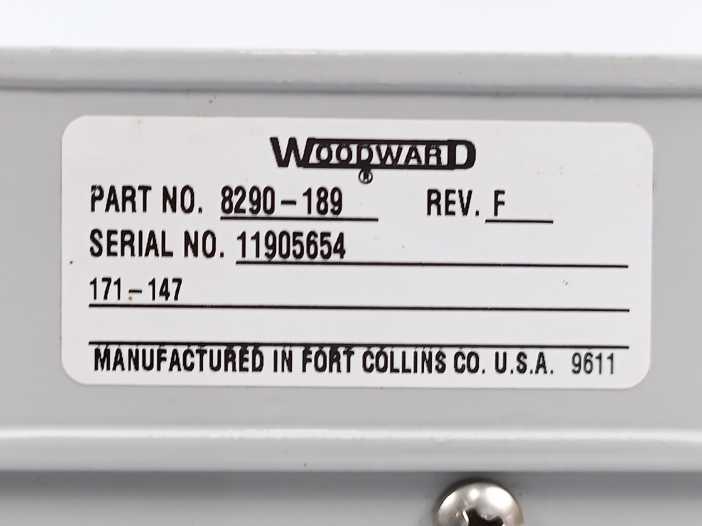 WOODWARD
®
PART NO. 8290-189 REV. F
SERIAL NO. 11905654
171-147
MANUFACTURED IN FORT COLLINS CO. U.S.A. 9611